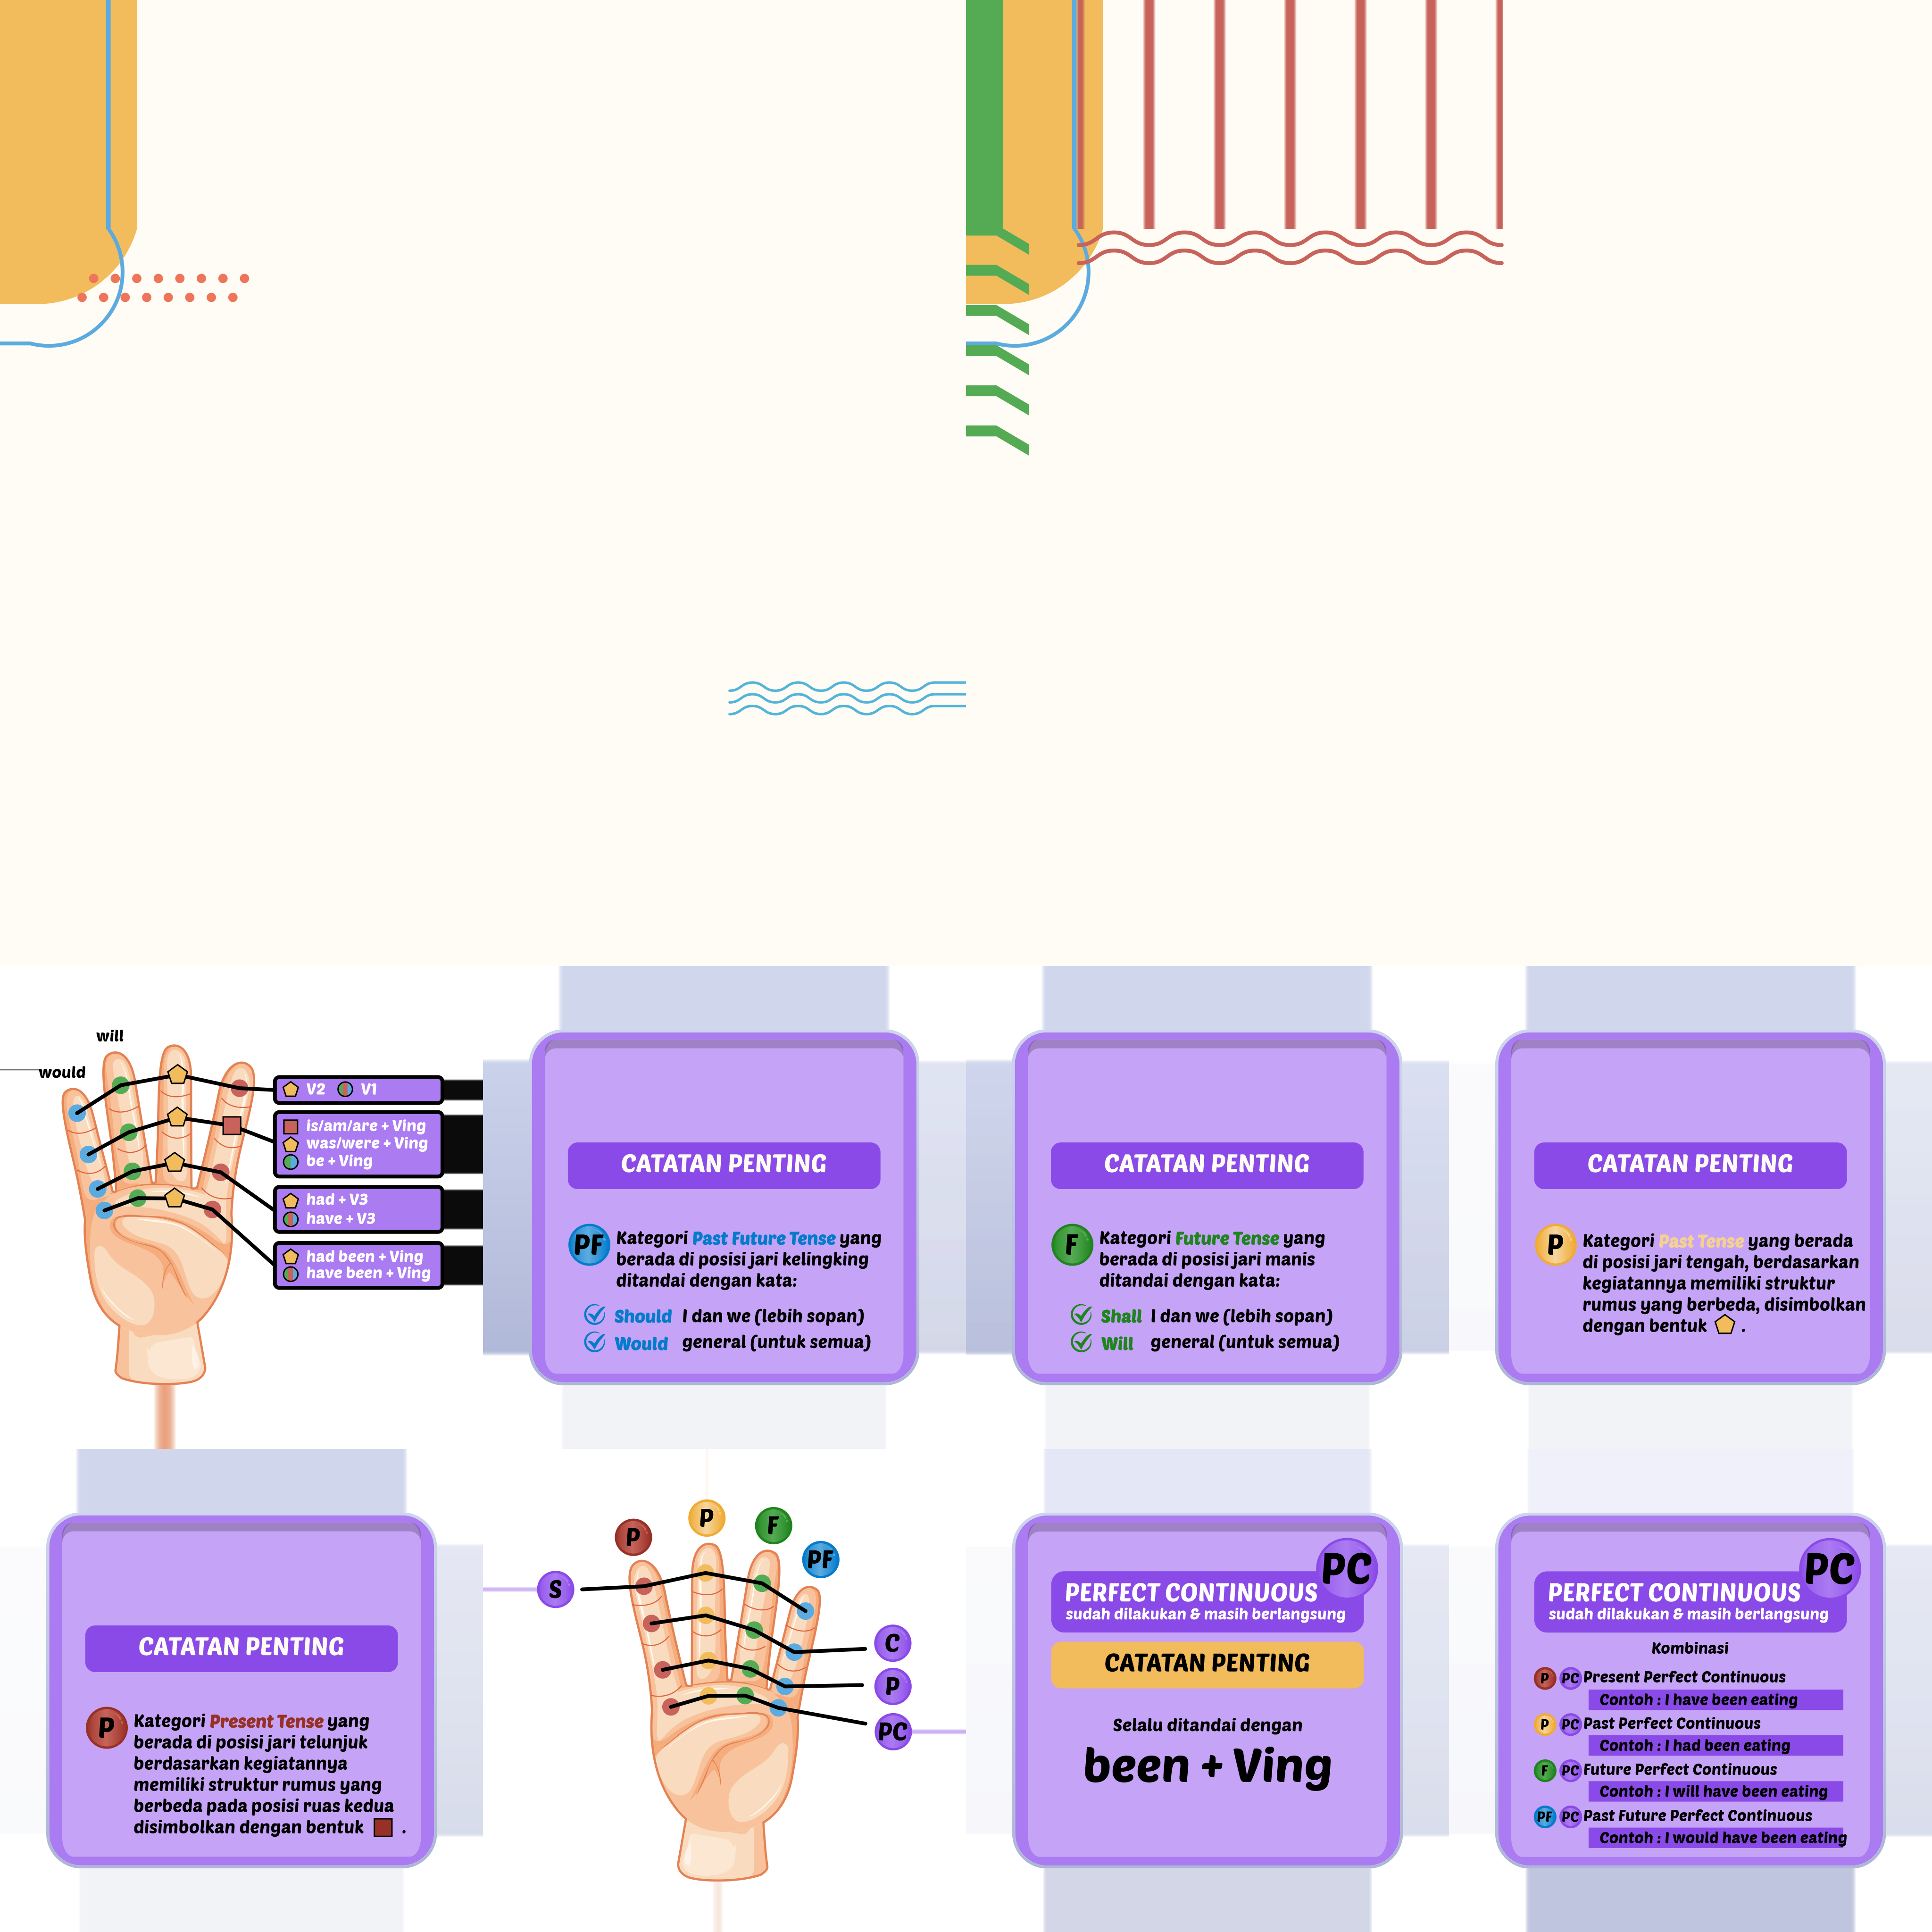 will
would
V2 V1
is/am/are + Ving
was/were + Ving
be + Ving
had + V3
have + V3
had been + Ving
have been + Ving
CATATAN PENTING
PF Kategori Past Future Tense yang
berada di posisi jari kelingking
ditandai dengan kata:
Should I dan we (lebih sopan)
Would general (untuk semua)
CATATAN PENTING
F Kategori Future Tense yang
berada di posisi jari manis
ditandai dengan kata:
Shall I dan we (lebih sopan)
Will general (untuk semua)
CATATAN PENTING
P Kategori Past Tense yang berada
di posisi jari tengah, berdasarkan
kegiatannya memiliki struktur
rumus yang berbeda, disimbolkan
dengan bentuk .
CATATAN PENTING
P Kategori Present Tense yang
berada di posisi jari telunjuk
berdasarkan kegiatannya
memiliki struktur rumus yang
berbeda pada posisi ruas kedua
disimbolkan dengan bentuk .
P
P
F
PF
S
C
P
PC
PC
PERFECT CONTINUOUS
sudah dilakukan & masih berlangsung
CATATAN PENTING
Selalu ditandai dengan
been + Ving
PC
PERFECT CONTINUOUS
sudah dilakukan & masih berlangsung
Kombinasi
P PC Present Perfect Continuous
Contoh : I have been eating
P PC Past Perfect Continuous
Contoh : I had been eating
F PC Future Perfect Continuous
Contoh : I will have been eating
PF PC Past Future Perfect Continuous
Contoh : I would have been eating